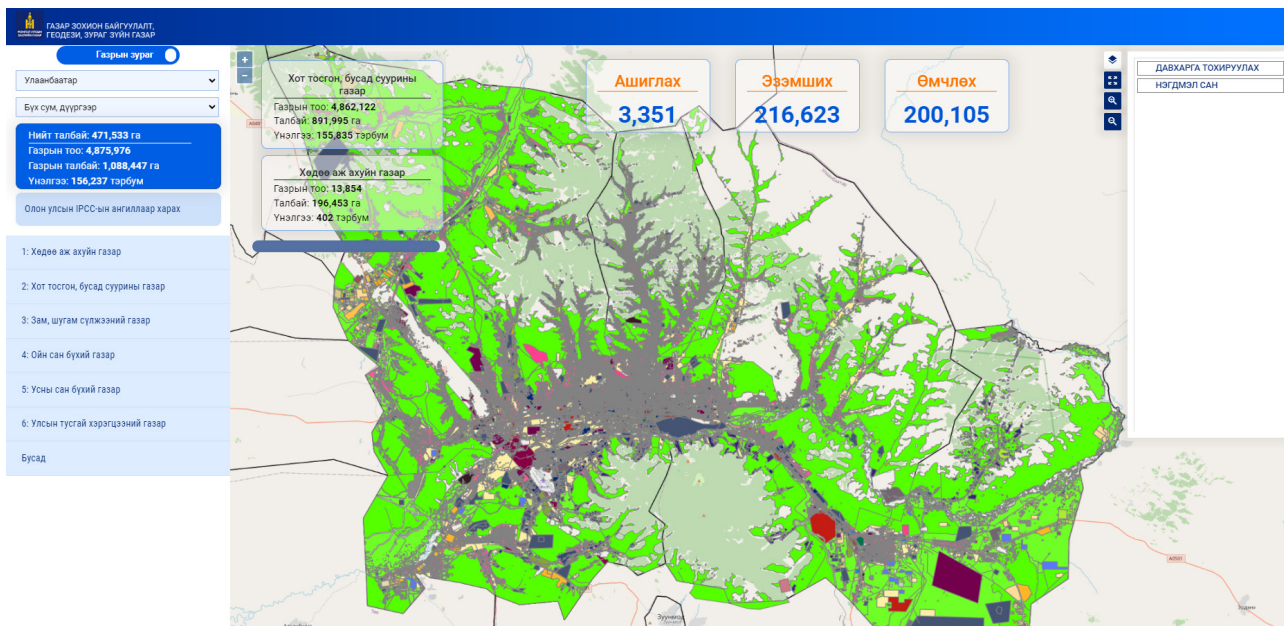 ГАЗАР ЗОХИОН БАЙГУУЛАЛТ,
ГЕОДЕЗИ, ЗУРАГ ЗҮЙН ГАЗАР
Газрын зураг
Улаанбаатар
Бүх сум, дүүргээр
Нийт талбай: 471,533 га
Газрын тоо: 4,875,976
Газрын талбай: 1,088,447 га
Үнэлгээ: 156,237 тэрбум
Олон улсын IPCC-ын ангиллаар харах
1: Хөдөө аж ахуйн газар
2: Хот тосгон, бусад суурины газар
3: Зам, шугам сүлжээний газар
4: Ойн сан бүхий газар
5: Усны сан бүхий газар
6: Улсын тусгай хэрэгцээний газар
Бусад
+
−
Хот тосгон, бусад суурины
газар
Газрын тоо: 4,862,122
Талбай: 891,995 га
Үнэлгээ: 155,835 тэрбум
Хөдөө аж ахуйн газар
Газрын тоо: 13,854
Талбай: 196,453 га
Үнэлгээ: 402 тэрбум
Ашиглах
3,351
Эзэмших
216,623
Өмчлөх
200,105
ДАВХАРГА ТОХИРУУЛАХ
НЭГДМЭЛ САН
A0501
Зуунмод